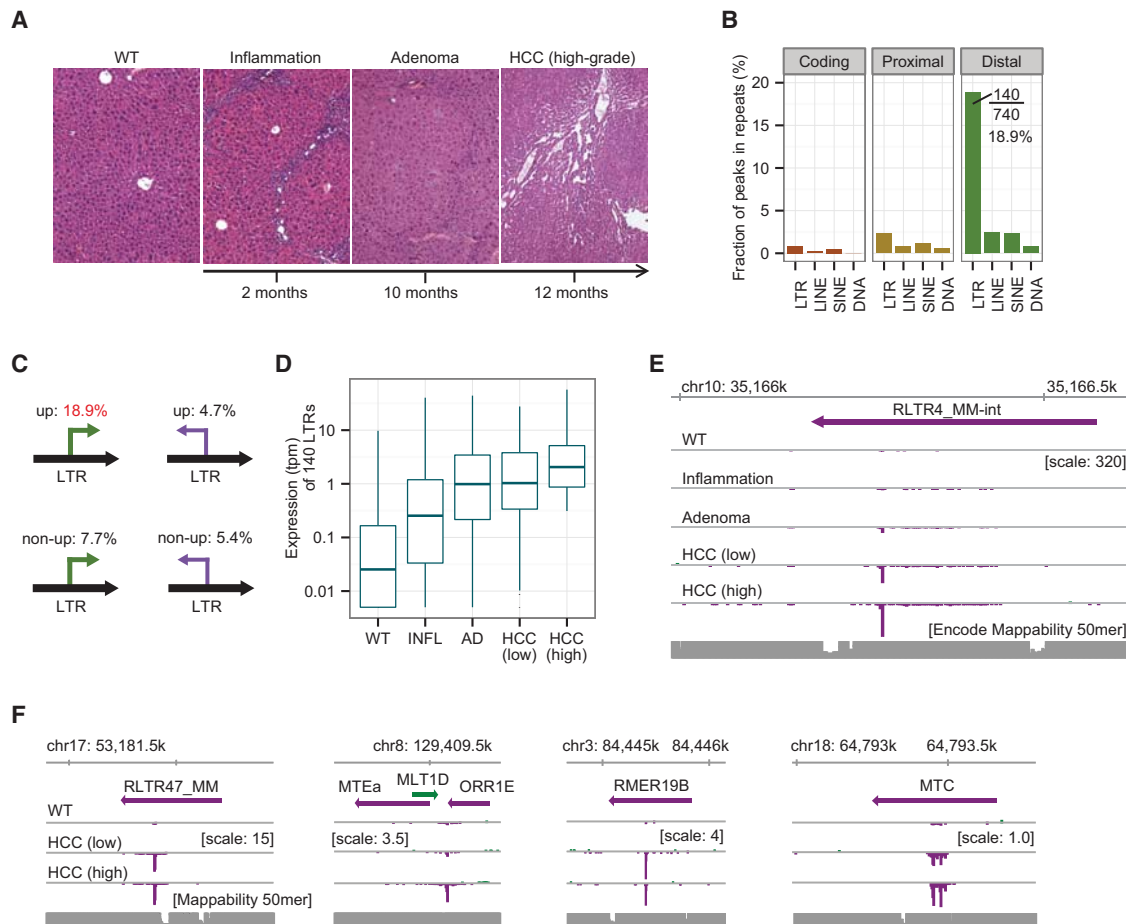 A
WT
Inflammation
Adenoma
HCC (high-grade)
2 months
10 months
12 months
B
Fraction of peaks in repeats (%)
20
15
10
5
0
Coding
Proximal
Distal
140
740
18.9%
LTR LINE SINE DNA
LTR LINE SINE DNA
LTR LINE SINE DNA
C
up: 18.9%
LTR
up: 4.7%
LTR
non-up: 7.7%
LTR
non-up: 5.4%
LTR
D
Expression (tpm)
of 140 LTRs
10
1
0.1
0.01
WT
INFL
AD
HCC
(low)
HCC
(high)
E
chr10: 35,166k
35,166.5k
RLTR4_MM-int
WT
[scale: 320]
Inflammation
Adenoma
HCC (low)
HCC (high)
[Encode Mappability 50mer]
F
chr17: 53,181.5k
RLTR47_MM
WT
HCC (low)
[scale: 15]
HCC (high)
[Mappability 50mer]
chr8: 129,409.5k
MTEa
MLT1D
ORR1E
[scale: 3.5]
chr3: 84,445k
84,446k
RMER19B
[scale: 4]
chr18: 64,793k
64,793.5k
MTC
[scale: 1.0]